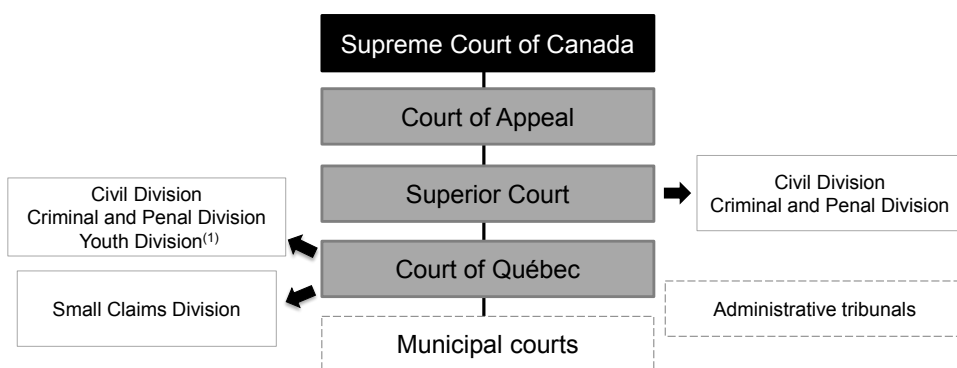 Supreme Court of Canada
Court of Appeal
Superior Court
Civil Division
Criminal and Penal Division
Civil Division
Criminal and Penal Division
Youth Division(1)
Court of Québec
Small Claims Division
Administrative tribunals
Municipal courts